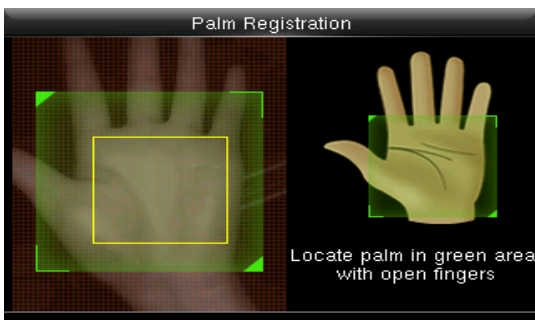 Palm Registration
Locate palm in green area
with open fingers